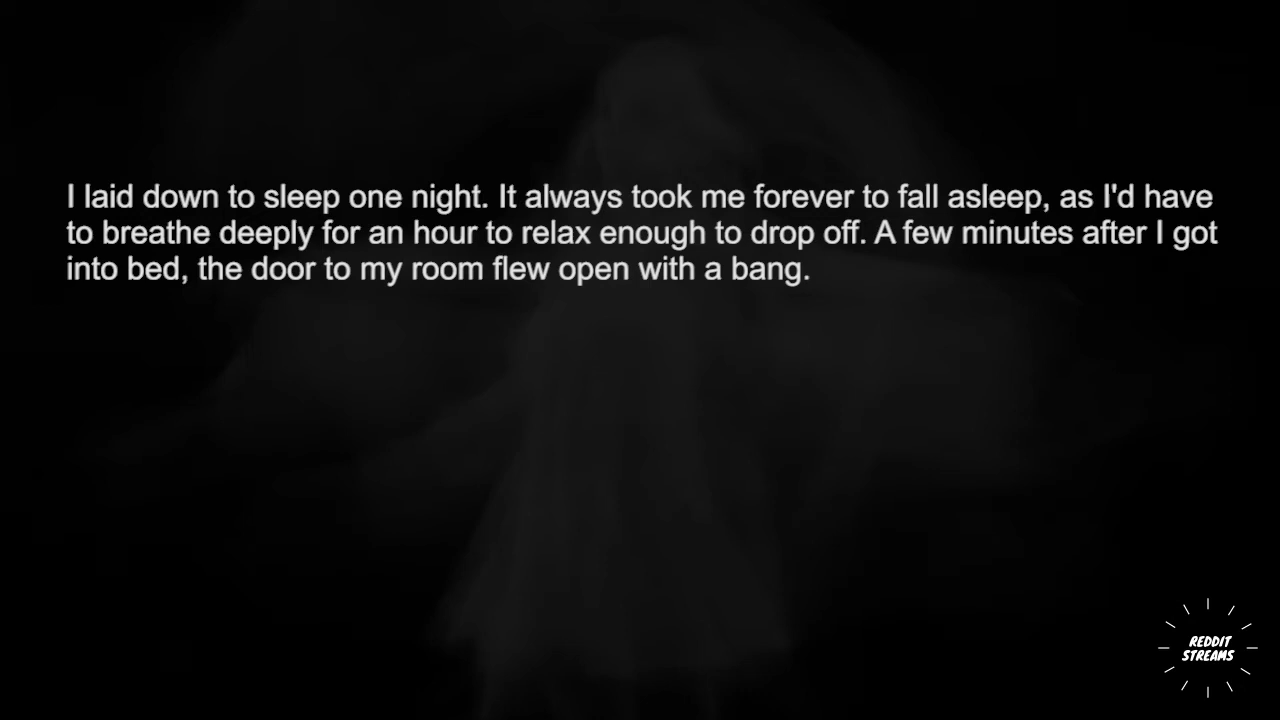 I laid down to sleep one night. It always took me forever to fall asleep, as I'd have
to breathe deeply for an hour to relax enough to drop off. A few minutes after I got
into bed, the door to my room flew open with a bang.
REDDIT
STREAMS